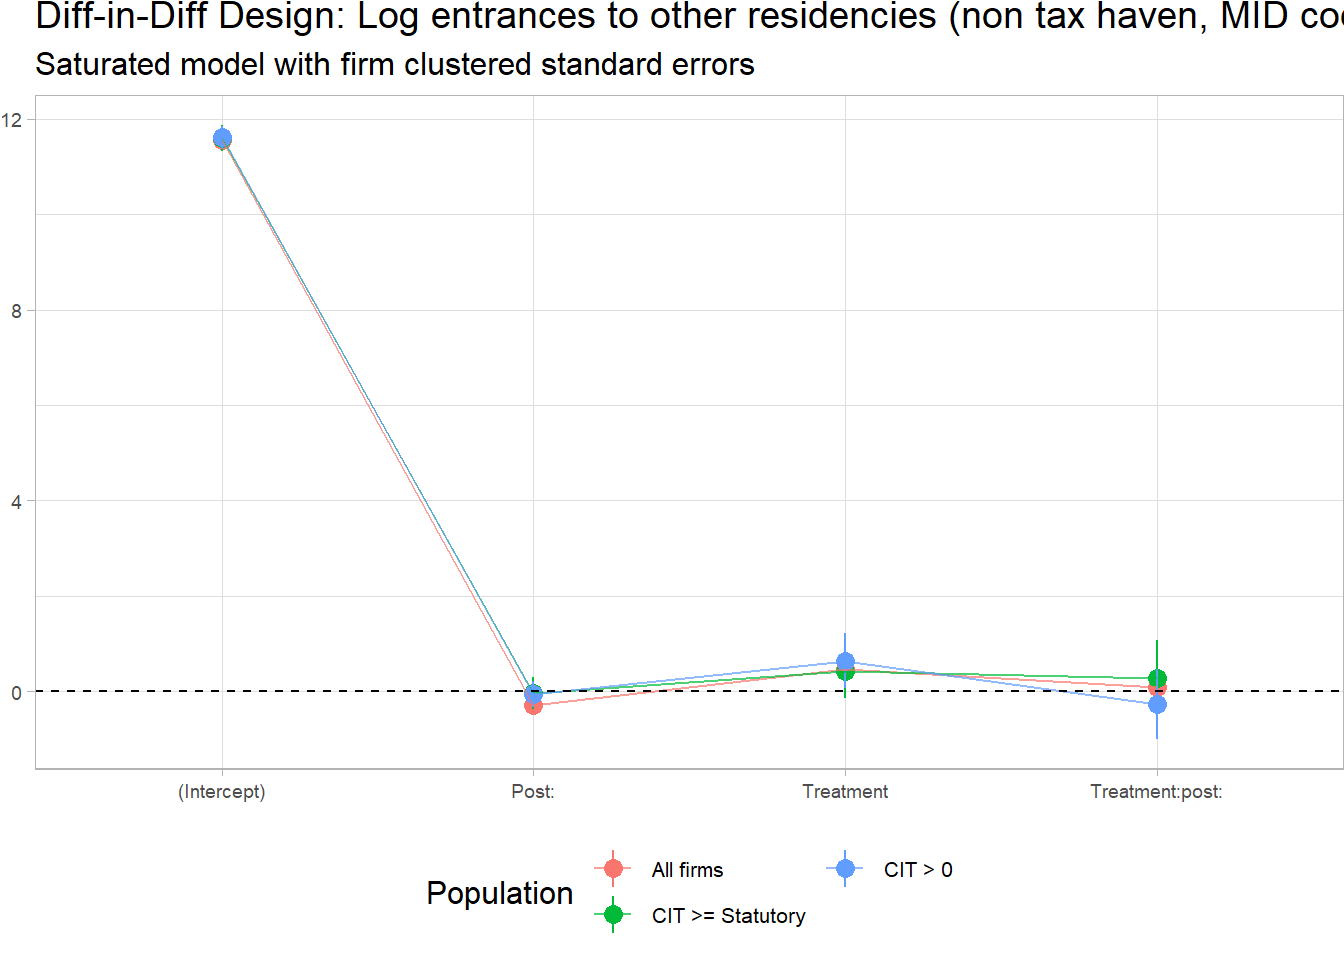 Diff-in-Diff Design: Log entrances to other residencies (non tax haven, MID
Saturated model with firm clustered standard errors
12
8
4
0
(Intercept) Post: Treatment Treatment:post:
Population
All firms
CIT > 0
CIT >= Statutory